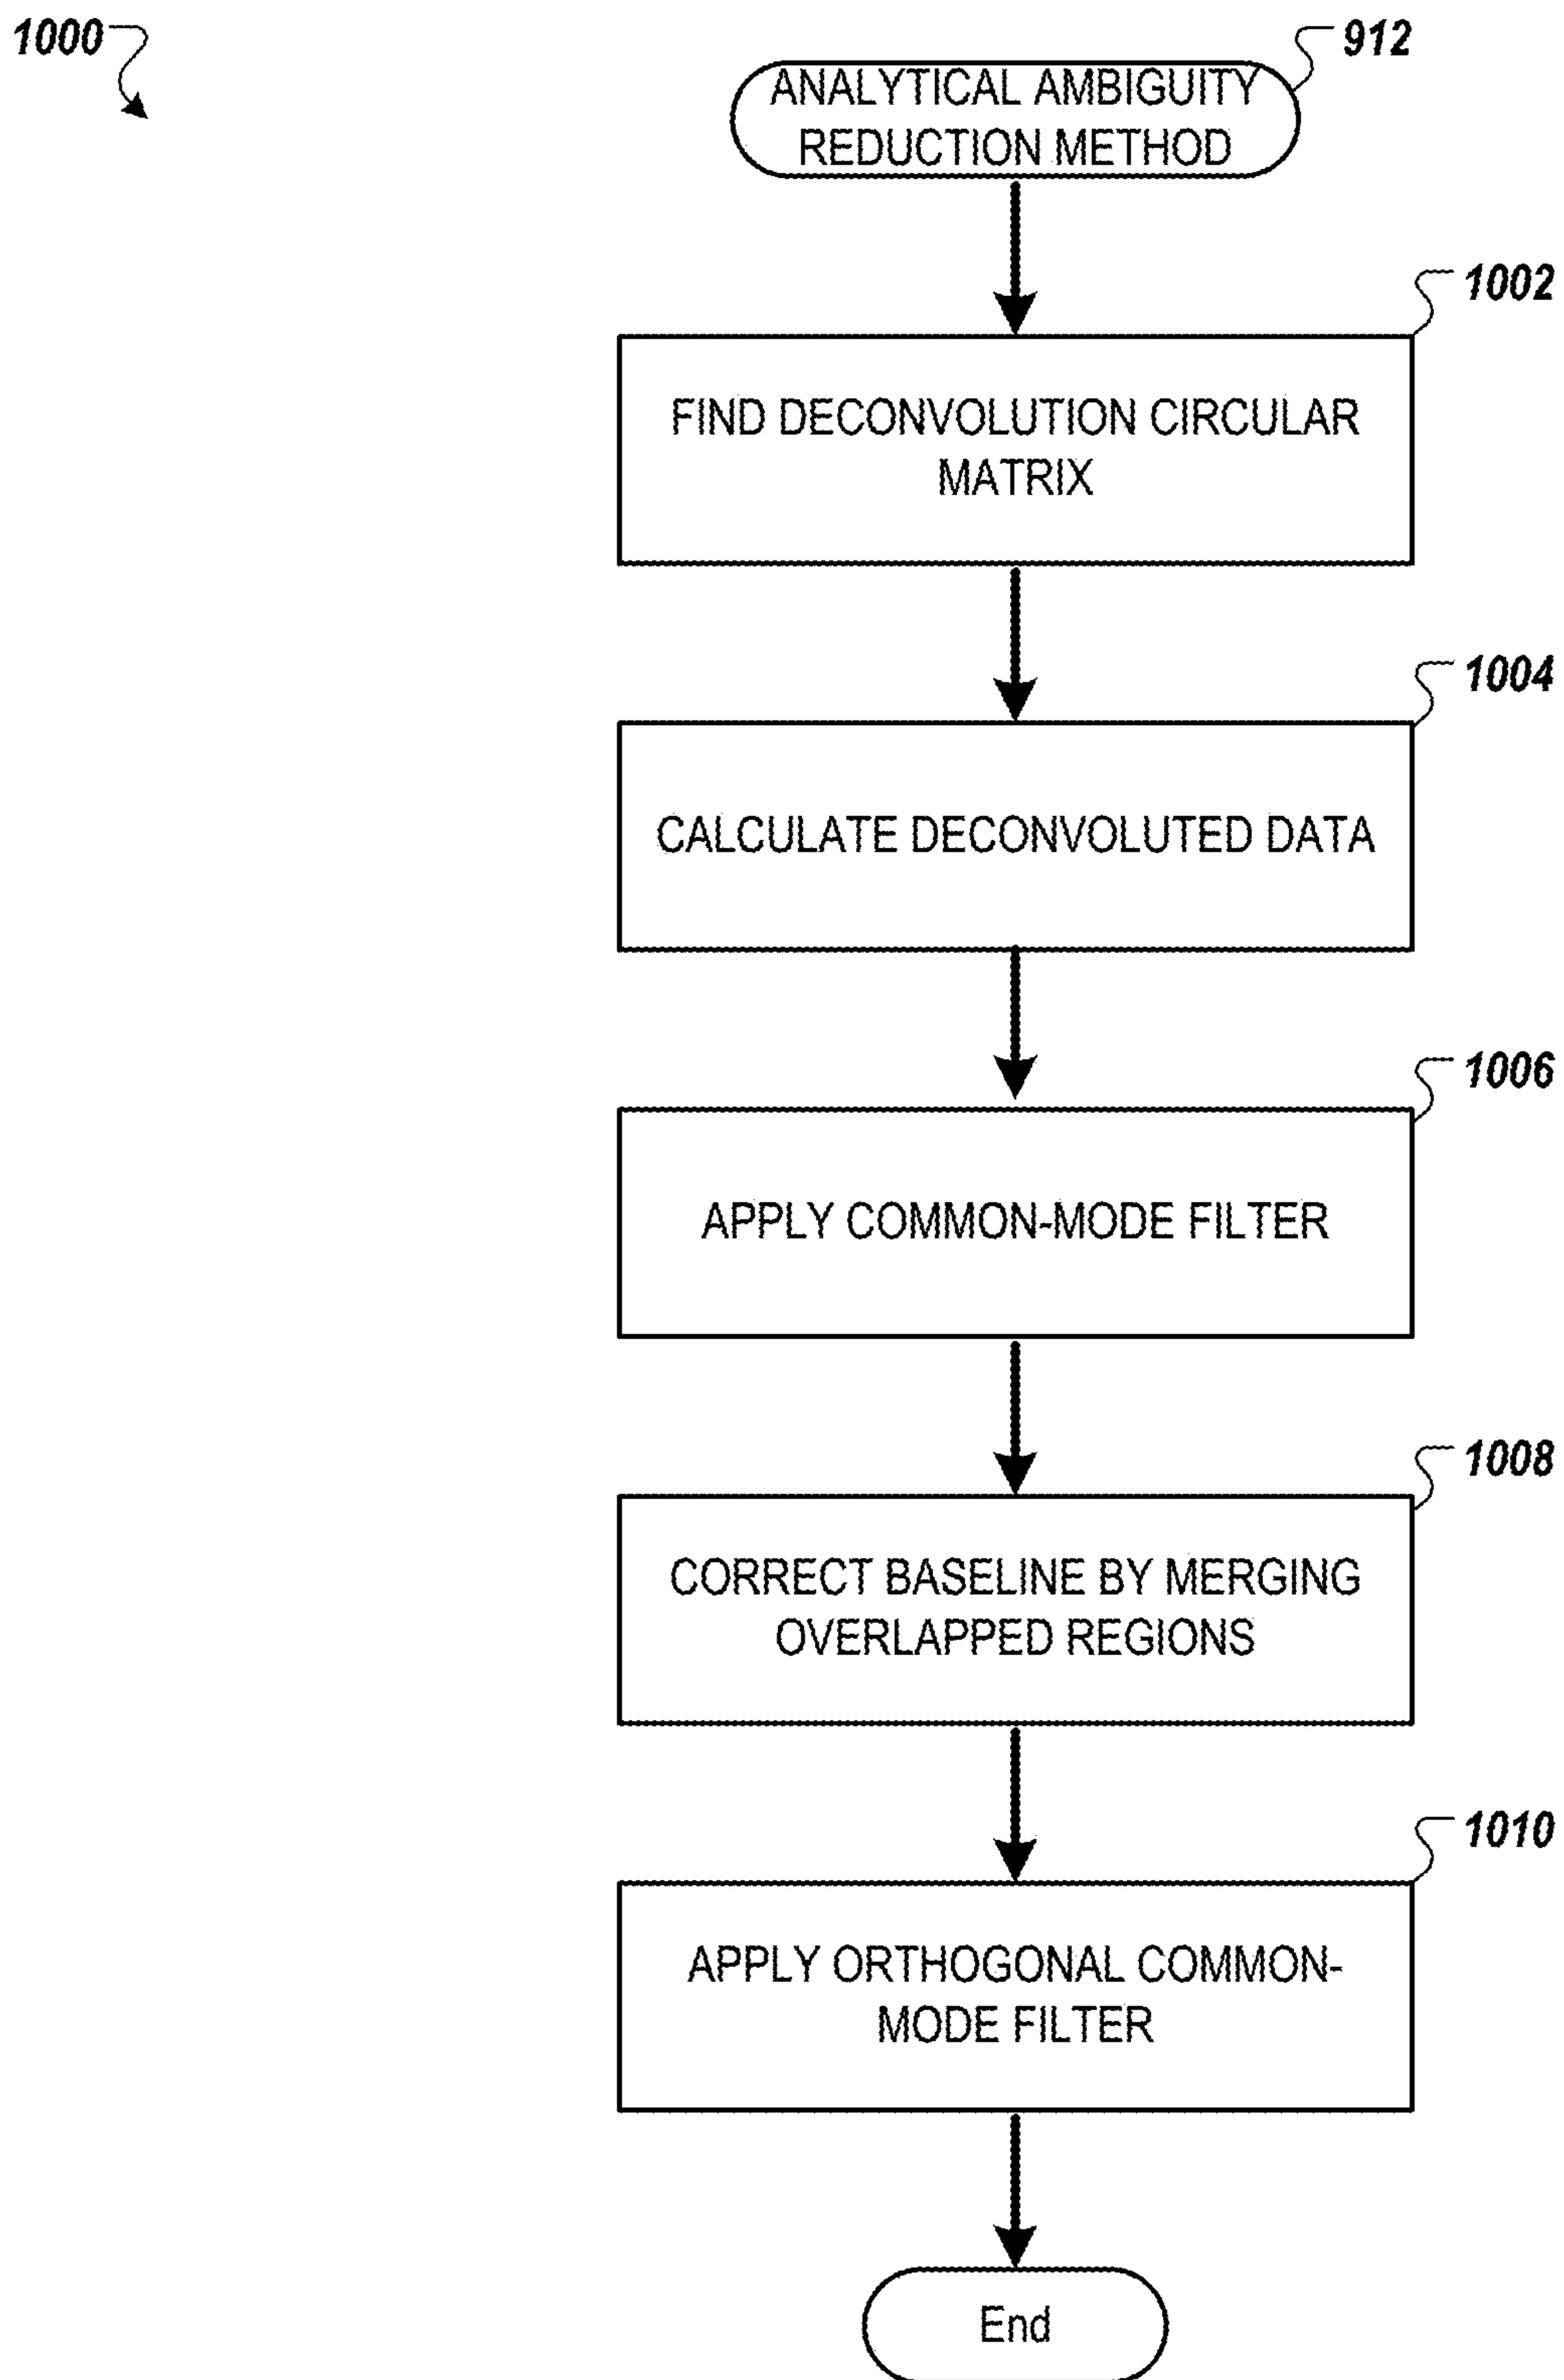 1000
912
ANALYTICAL AMBIGUITY
REDUCTION METHOD
1002
FIND DECONVOLUTION CIRCULAR
MATRIX
1004
CALCULATE DECONVOLUTED DATA
1006
APPLY COMMON-MODE FILTER
1008
CORRECT BASELINE BY MERGING
OVERLAPPED REGIONS
1010
APPLY ORTHOGONAL COMMON-
MODE FILTER
End